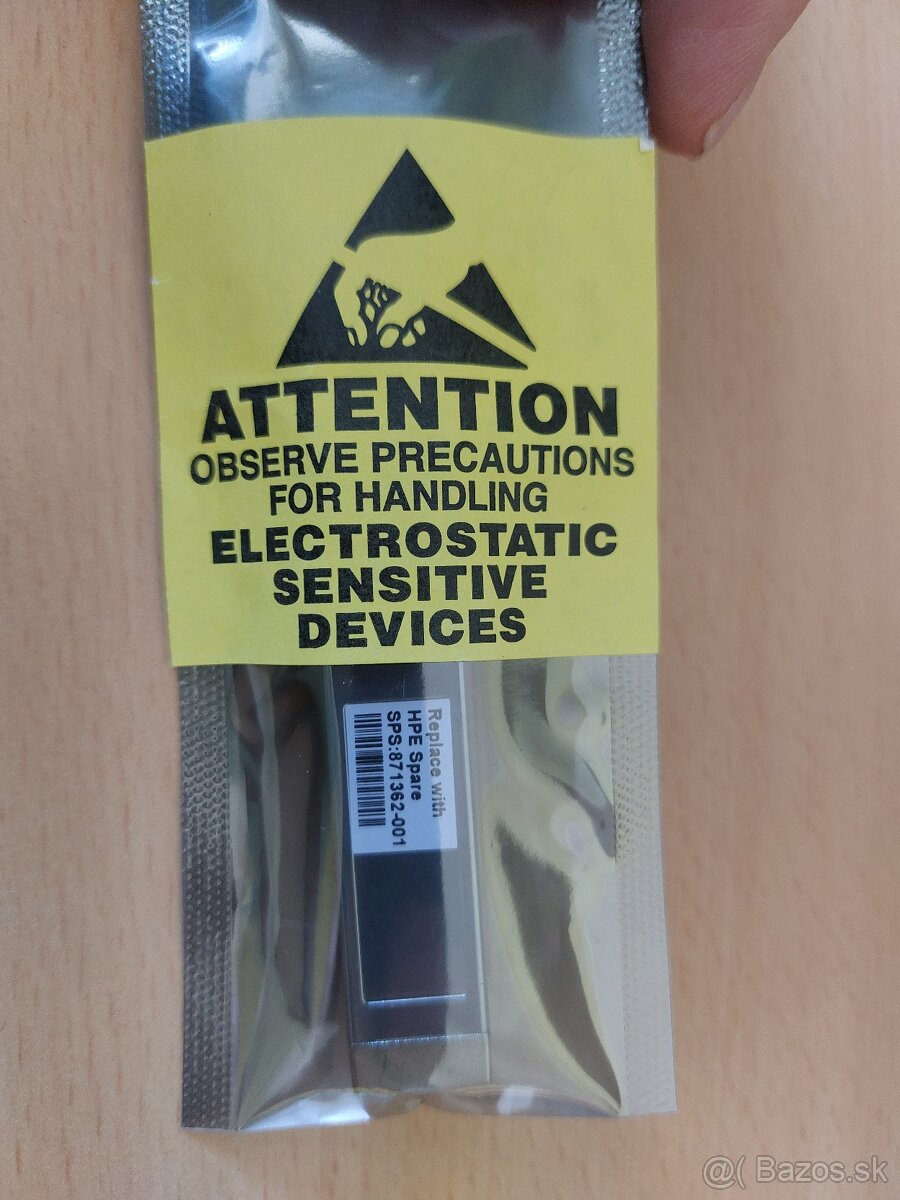 ATTENTION
OBSERVE PRECAUTIONS
FOR HANDLING
ELECTROSTATIC
SENSITIVE
DEVICES
Replace with
HPE Spare
SPS:871362-001
@( Bazos.sk